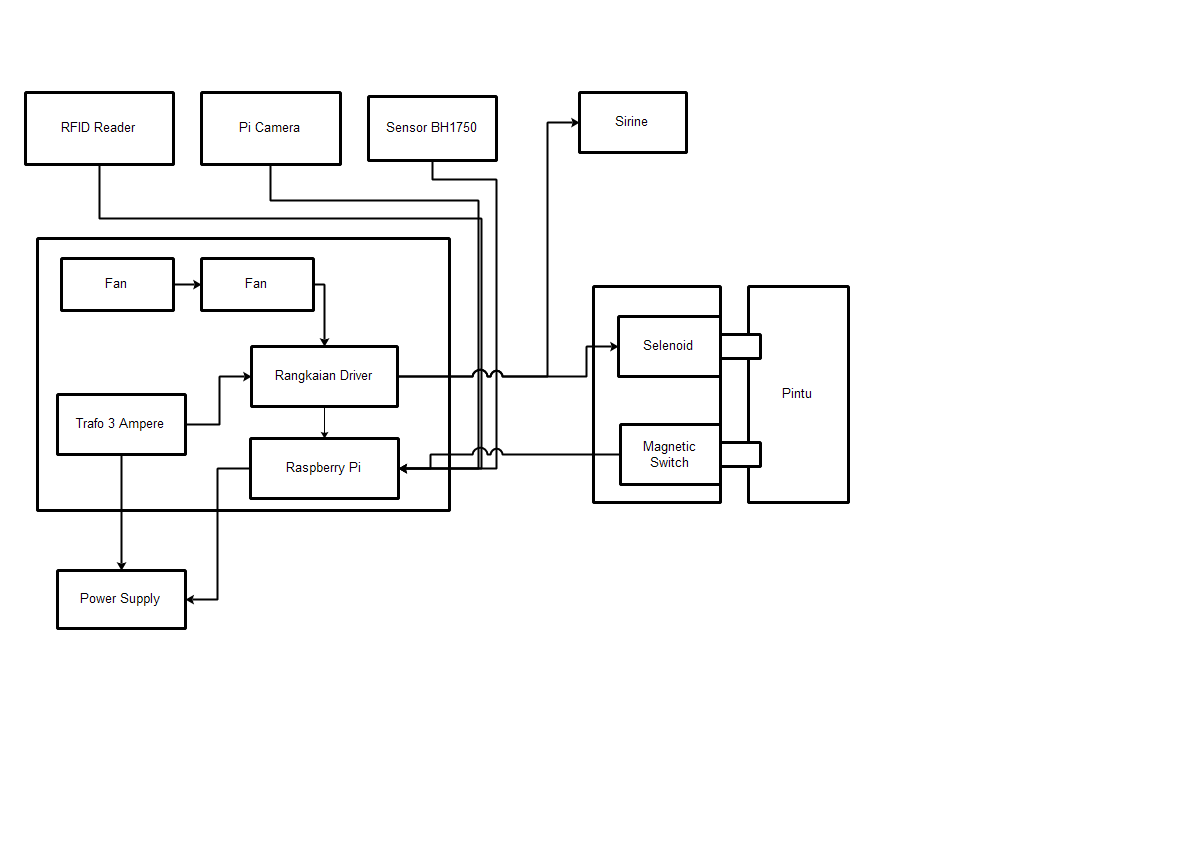 RFID Reader
Pi Camera
Sensor BH1750
Sirine
Fan
Fan
Rangkaian Driver
Selenoid
Pintu
Trafo 3 Ampere
Raspberry Pi
Magnetic
Switch
Power Supply